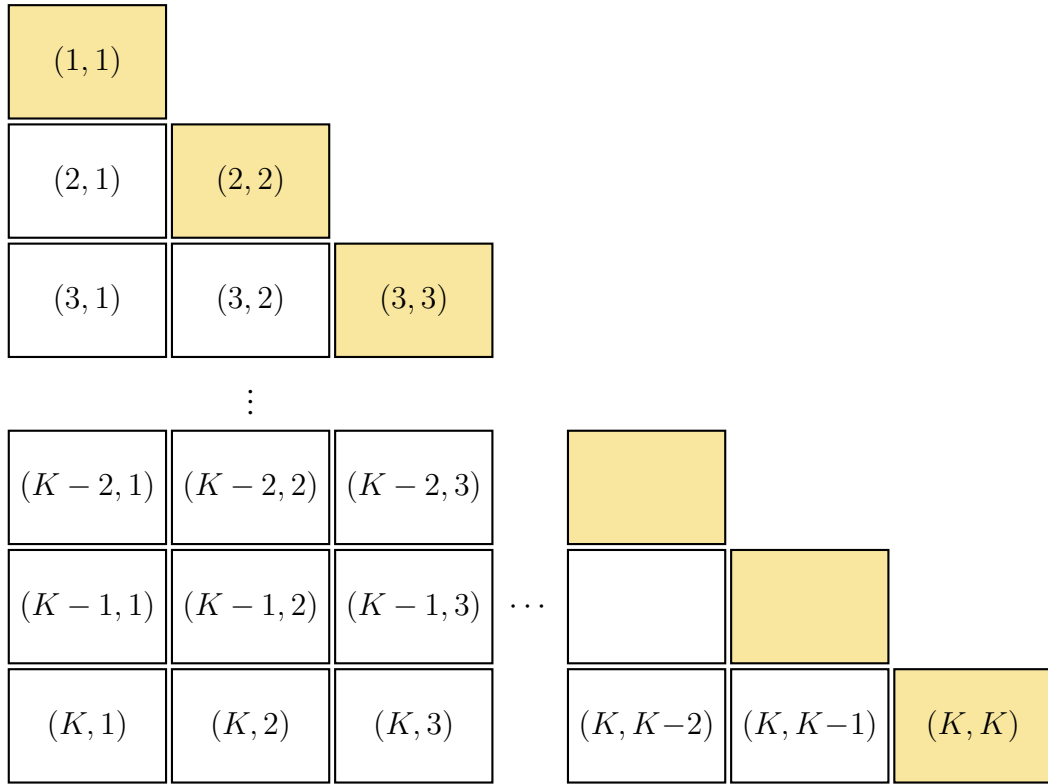 (1, 1)
(2, 1) (2, 2)
(3, 1) (3, 2) (3, 3)
⋮
(K − 2, 1) (K − 2, 2) (K − 2, 3)
(K − 1, 1) (K − 1, 2) (K − 1, 3) ⋯
(K, 1) (K, 2) (K, 3) (K, K−2) (K, K−1) (K, K)